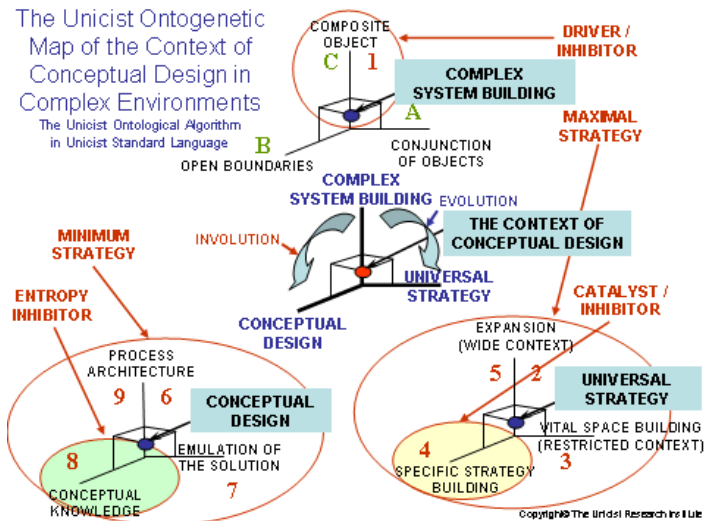 The Unicist Ontogenetic
Map of the Context of
Conceptual Design in
Complex Environments
The Unicist Ontological Algorithm
in Unicist Standard Language
COMPOSITE
OBJECT
C 1
DRIVER /
INHIBITOR
COMPLEX
SYSTEM BUILDING
A
B
OPEN BOUNDARIES
CONJUNCTION
OF OBJECTS
MAXIMAL
STRATEGY
COMPLEX
SYSTEM BUILDING
EVOLUTION
INVOLUTION
THE CONTEXT OF
CONCEPTUAL DESIGN
UNIVERSAL
STRATEGY
CONCEPTUAL
DESIGN
MINIMUM
STRATEGY
ENTROPY
INHIBITOR
CATALYST /
INHIBITOR
PROCESS
ARCHITECTURE
9 6
CONCEPTUAL
DESIGN
EMULATION OF
THE SOLUTION
8
7
CONCEPTUAL
KNOWLEDGE
EXPANSION
(WIDE CONTEXT)
5 2
UNIVERSAL
STRATEGY
VITAL SPACE BUILDING
(RESTRICTED CONTEXT)
4
3
SPECIFIC STRATEGY
BUILDING
Copyright© The Unicist Research Institute